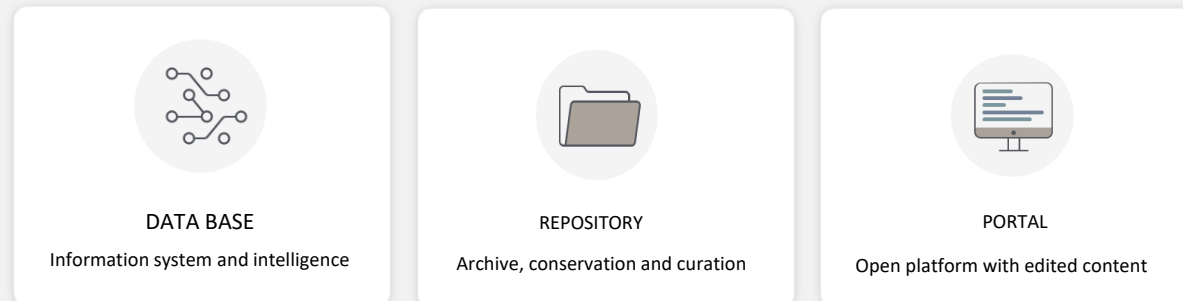 DATA BASE
Information system and intelligence
REPOSITORY
Archive, conservation and curation
PORTAL
Open platform with edited content